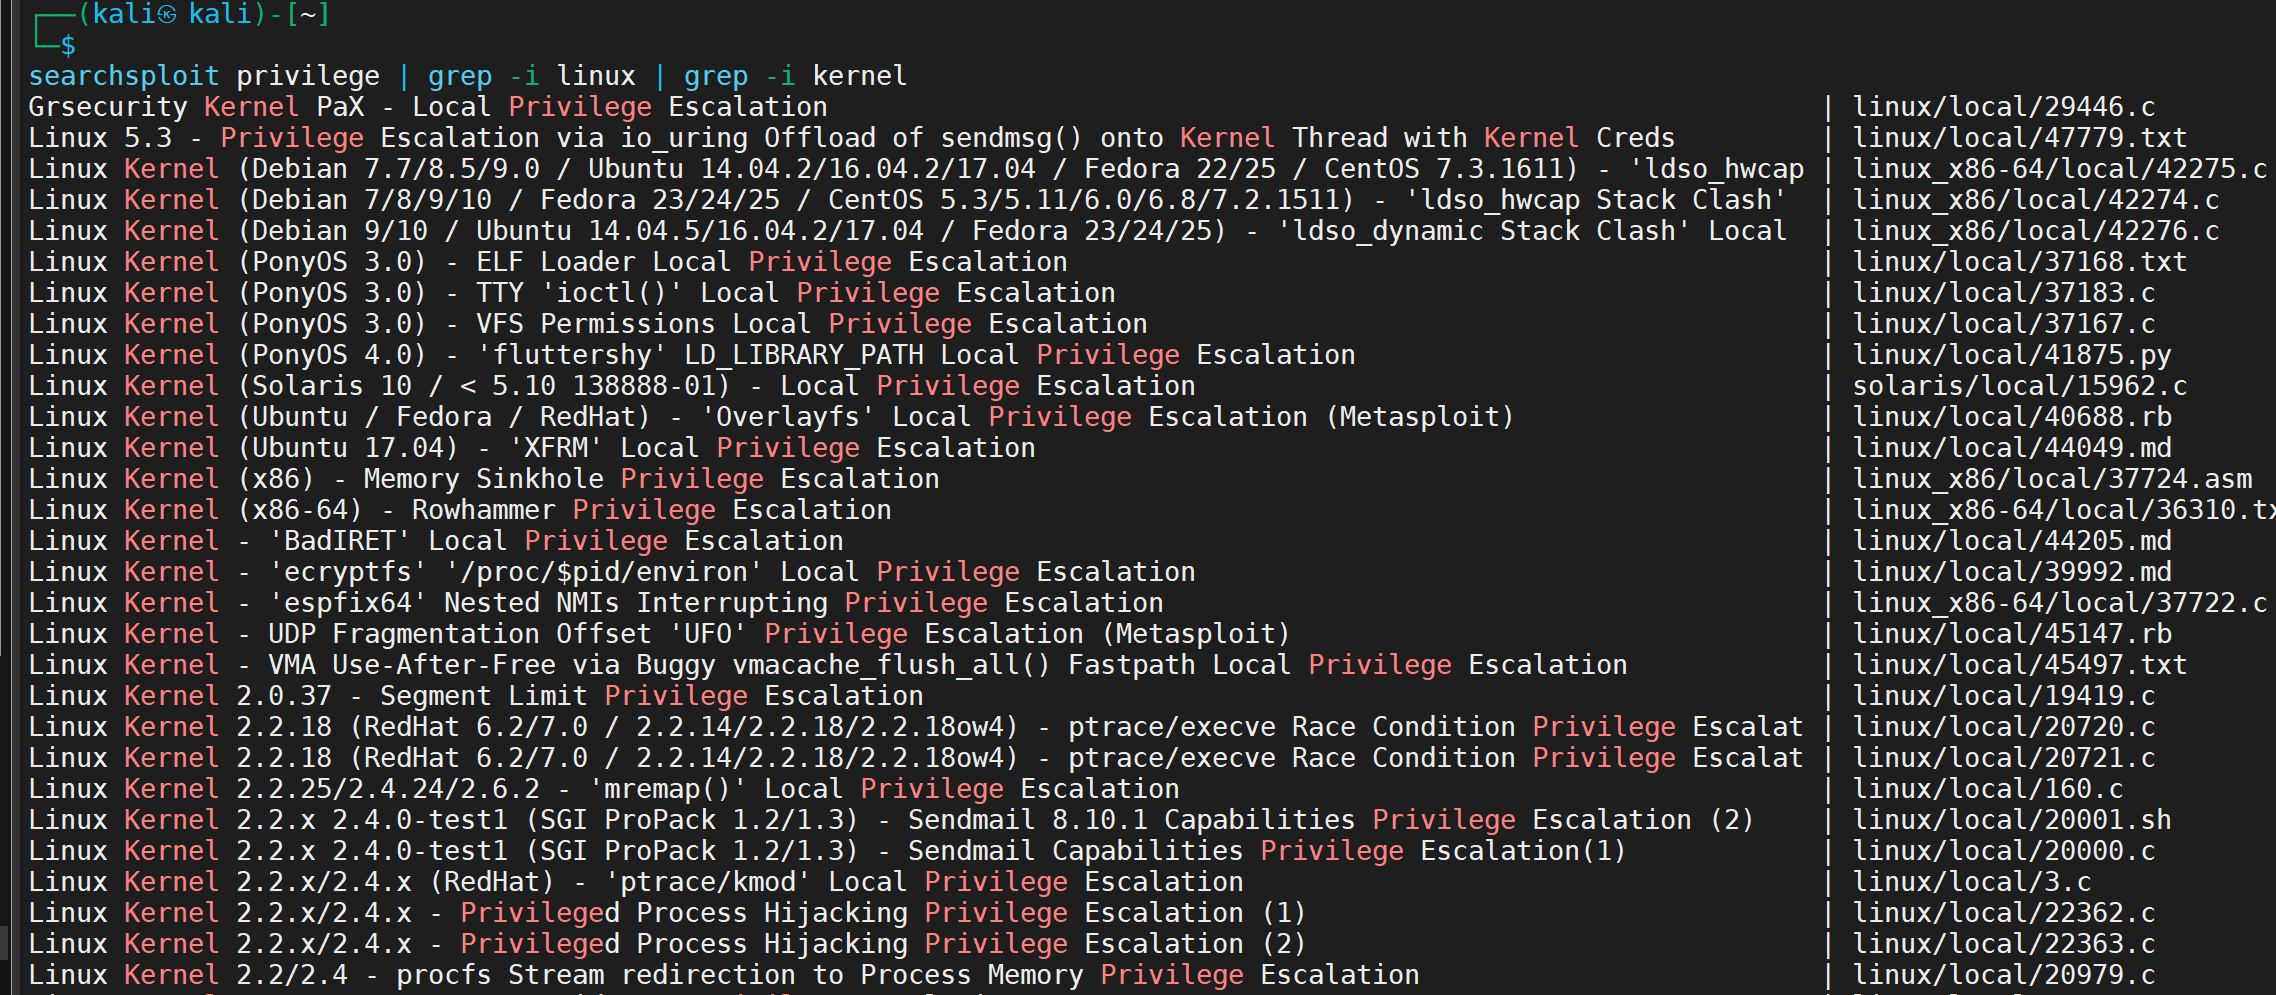 ┌──(kali㉿ kali)-[~]
└─$
searchsploit privilege | grep -i linux | grep -i kernel
Grsecurity Kernel PaX - Local Privilege Escalation | linux/local/29446.c
Linux 5.3 - Privilege Escalation via io_uring Offload of sendmsg() onto Kernel Thread with Kernel Creds | linux/local/47779.txt
Linux Kernel (Debian 7.7/8.5/9.0 / Ubuntu 14.04.2/16.04.2/17.04 / Fedora 22/25 / CentOS 7.3.1611) - 'ldso_hwcap | linux_x86-64/local/42275.c
Linux Kernel (Debian 7/8/9/10 / Fedora 23/24/25 / CentOS 5.3/5.11/6.0/6.8/7.2.1511) - 'ldso_hwcap Stack Clash' | linux_x86/local/42274.c
Linux Kernel (Debian 9/10 / Ubuntu 14.04.5/16.04.2/17.04 / Fedora 23/24/25) - 'ldso_dynamic Stack Clash' Local | linux_x86/local/42276.c
Linux Kernel (PonyOS 3.0) - ELF Loader Local Privilege Escalation | linux/local/37168.txt
Linux Kernel (PonyOS 3.0) - TTY 'ioctl()' Local Privilege Escalation | linux/local/37183.c
Linux Kernel (PonyOS 3.0) - VFS Permissions Local Privilege Escalation | linux/local/37167.c
Linux Kernel (PonyOS 4.0) - 'fluttershy' LD_LIBRARY_PATH Local Privilege Escalation | linux/local/41875.py
Linux Kernel (Solaris 10 / < 5.10 138888-01) - Local Privilege Escalation | solaris/local/15962.c
Linux Kernel (Ubuntu / Fedora / RedHat) - 'Overlayfs' Local Privilege Escalation (Metasploit) | linux/local/40688.rb
Linux Kernel (Ubuntu 17.04) - 'XFRM' Local Privilege Escalation | linux/local/44049.md
Linux Kernel (x86) - Memory Sinkhole Privilege Escalation | linux_x86/local/37724.asm
Linux Kernel (x86-64) - Rowhammer Privilege Escalation | linux_x86-64/local/36310.tx
Linux Kernel - 'BadIRET' Local Privilege Escalation | linux/local/44205.md
Linux Kernel - 'ecryptfs' '/proc/$pid/environ' Local Privilege Escalation | linux/local/39992.md
Linux Kernel - 'espfix64' Nested NMIs Interrupting Privilege Escalation | linux_x86-64/local/37722.c
Linux Kernel - UDP Fragmentation Offset 'UFO' Privilege Escalation (Metasploit) | linux/local/45147.rb
Linux Kernel - VMA Use-After-Free via Buggy vmacache_flush_all() Fastpath Local Privilege Escalation | linux/local/45497.txt
Linux Kernel 2.0.37 - Segment Limit Privilege Escalation | linux/local/19419.c
Linux Kernel 2.2.18 (RedHat 6.2/7.0 / 2.2.14/2.2.18/2.2.18ow4) - ptrace/execve Race Condition Privilege Escalat | linux/local/20720.c
Linux Kernel 2.2.18 (RedHat 6.2/7.0 / 2.2.14/2.2.18/2.2.18ow4) - ptrace/execve Race Condition Privilege Escalat | linux/local/20721.c
Linux Kernel 2.2.25/2.4.24/2.6.2 - 'mremap()' Local Privilege Escalation | linux/local/160.c
Linux Kernel 2.2.x 2.4.0-test1 (SGI ProPack 1.2/1.3) - Sendmail 8.10.1 Capabilities Privilege Escalation (2) | linux/local/20001.sh
Linux Kernel 2.2.x 2.4.0-test1 (SGI ProPack 1.2/1.3) - Sendmail Capabilities Privilege Escalation(1) | linux/local/20000.c
Linux Kernel 2.2.x/2.4.x (RedHat) - 'ptrace/kmod' Local Privilege Escalation | linux/local/3.c
Linux Kernel 2.2.x/2.4.x - Privileged Process Hijacking Privilege Escalation (1) | linux/local/22362.c
Linux Kernel 2.2.x/2.4.x - Privileged Process Hijacking Privilege Escalation (2) | linux/local/22363.c
Linux Kernel 2.2/2.4 - procfs Stream redirection to Process Memory Privilege Escalation | linux/local/20979.c